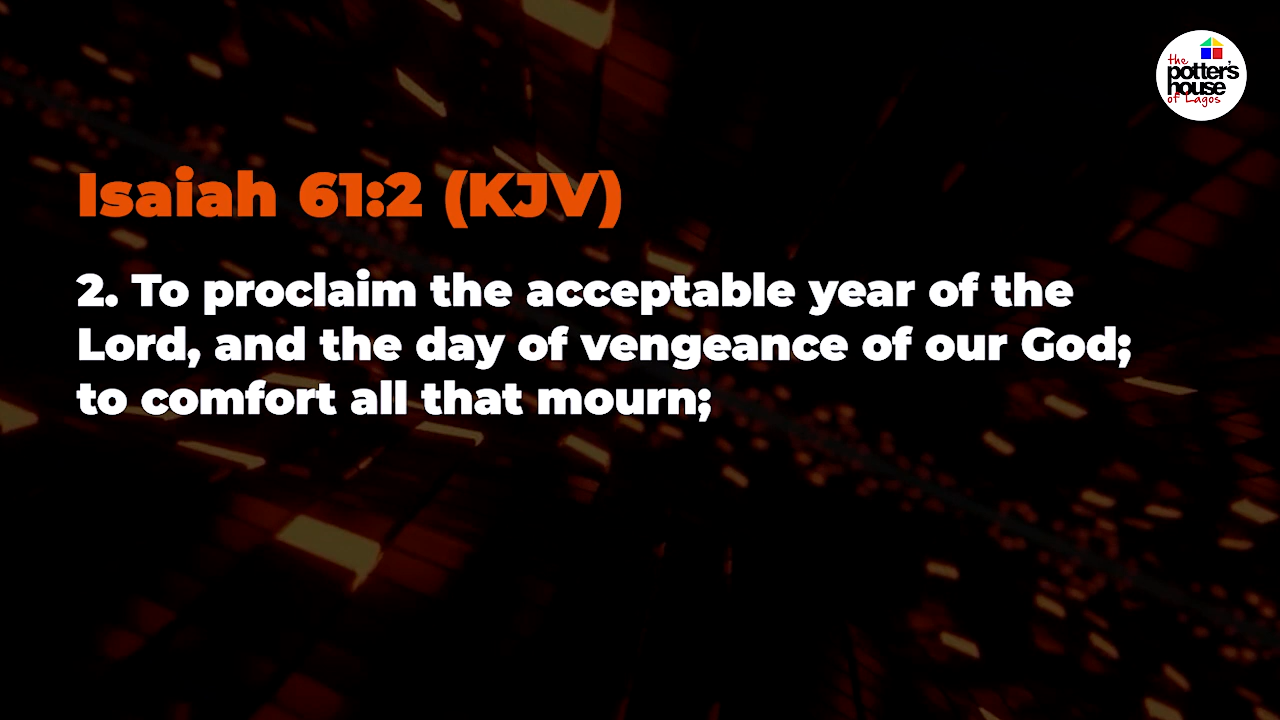 the
potter's
house
of Lagos
Isaiah 61:2 (KJV)
2. To proclaim the acceptable year of the
Lord, and the day of vengeance of our God;
to comfort all that mourn;